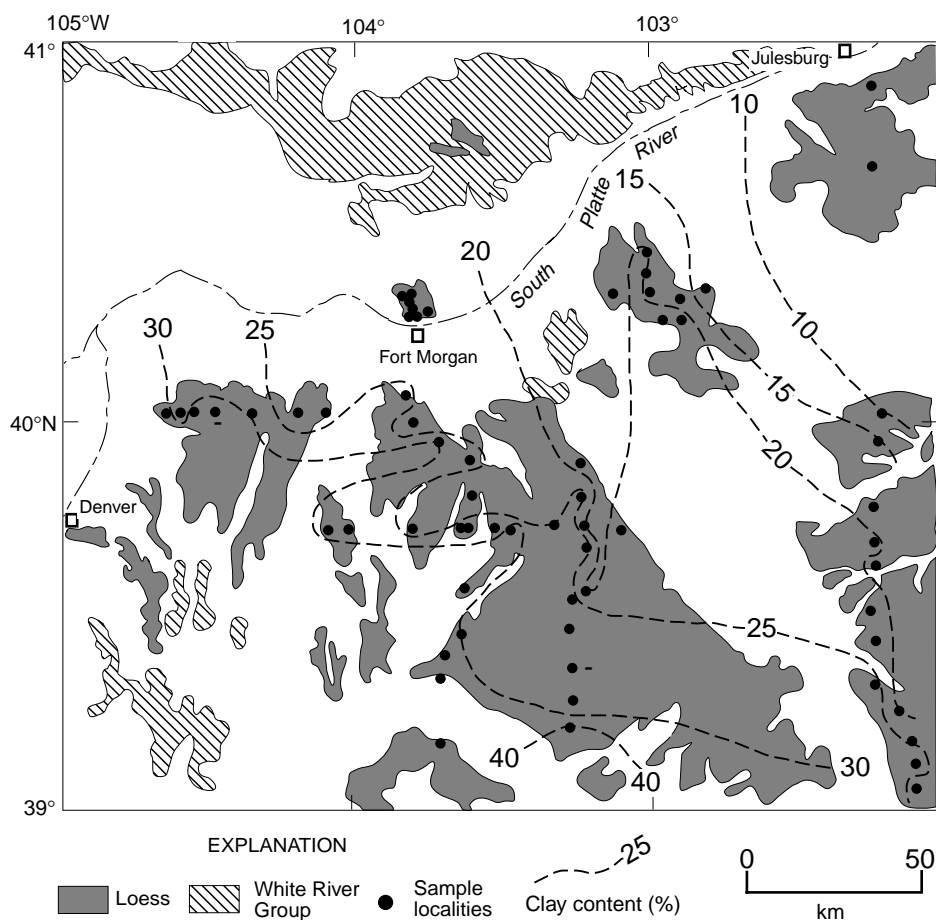 105°W 104° 103°
41°
Julesburg
10
River
15
Platte
20
South
30 25
Fort Morgan
10
15
40°N
20
Denver
25
40 40 30
39°
EXPLANATION
Loess
White River
Group
Sample
localities
25
Clay content (%)
0 50
km